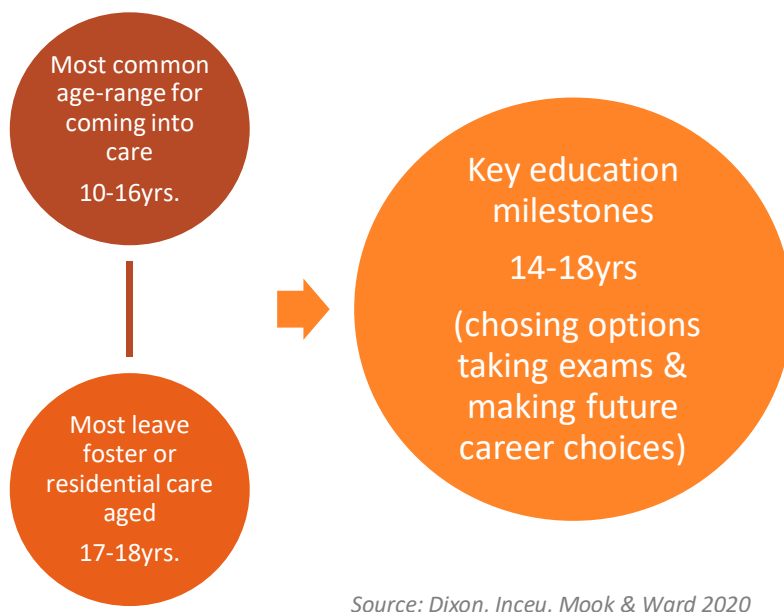 Most common
age-range for
coming into
care
10-16yrs.
Most leave
foster or
residential care
aged
17-18yrs.
Key education
milestones
14-18yrs
(chosing options
taking exams &
making future
career choices)
Source: Dixon, Inceu, Mook & Ward 2020